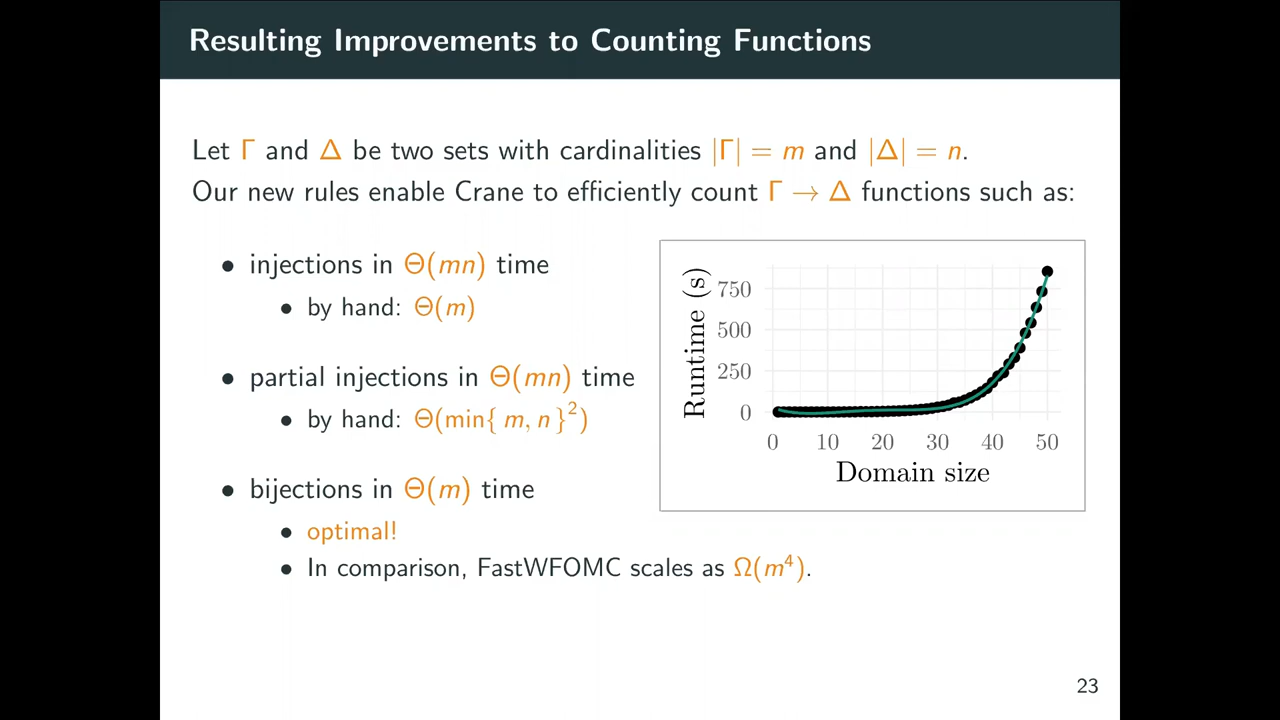 Resulting Improvements to Counting Functions
Let Γ and Δ be two sets with cardinalities |Γ| = m and |Δ| = n.
Our new rules enable Crane to efficiently count Γ → Δ functions such as:
• injections in Θ(mn) time
• by hand: Θ(m)
• partial injections in Θ(mn) time
• by hand: Θ(min{ m, n }²)
• bijections in Θ(m) time
• optimal!
• In comparison, FastWFOMC scales as Ω(m⁴).
Runtime (s)
750
500
250
0
0 10 20 30 40 50
Domain size
23